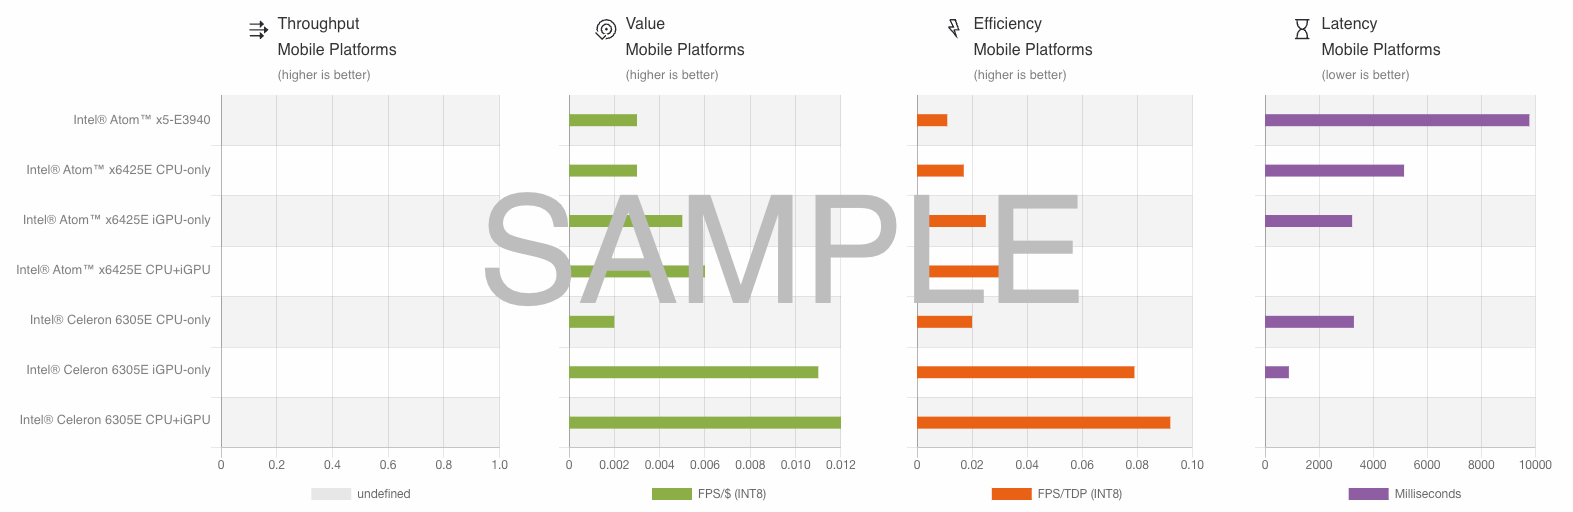 Throughput
Mobile Platforms
(higher is better)
Value
Mobile Platforms
(higher is better)
Efficiency
Mobile Platforms
(higher is better)
Latency
Mobile Platforms
(lower is better)
Intel® Atom™ x5-E3940
Intel® Atom™ x6425E CPU-only
Intel® Atom™ x6425E iGPU-only
Intel® Atom™ x6425E CPU+iGPU
Intel® Celeron 6305E CPU-only
Intel® Celeron 6305E iGPU-only
Intel® Celeron 6305E CPU+iGPU
SAMPLE
0 0.2 0.4 0.6 0.8 1.0
0 0.002 0.004 0.006 0.008 0.010 0.012
0 0.02 0.04 0.06 0.08 0.10
0 2000 4000 6000 8000 10000
undefined
FPS/$ (INT8)
FPS/TDP (INT8)
Milliseconds